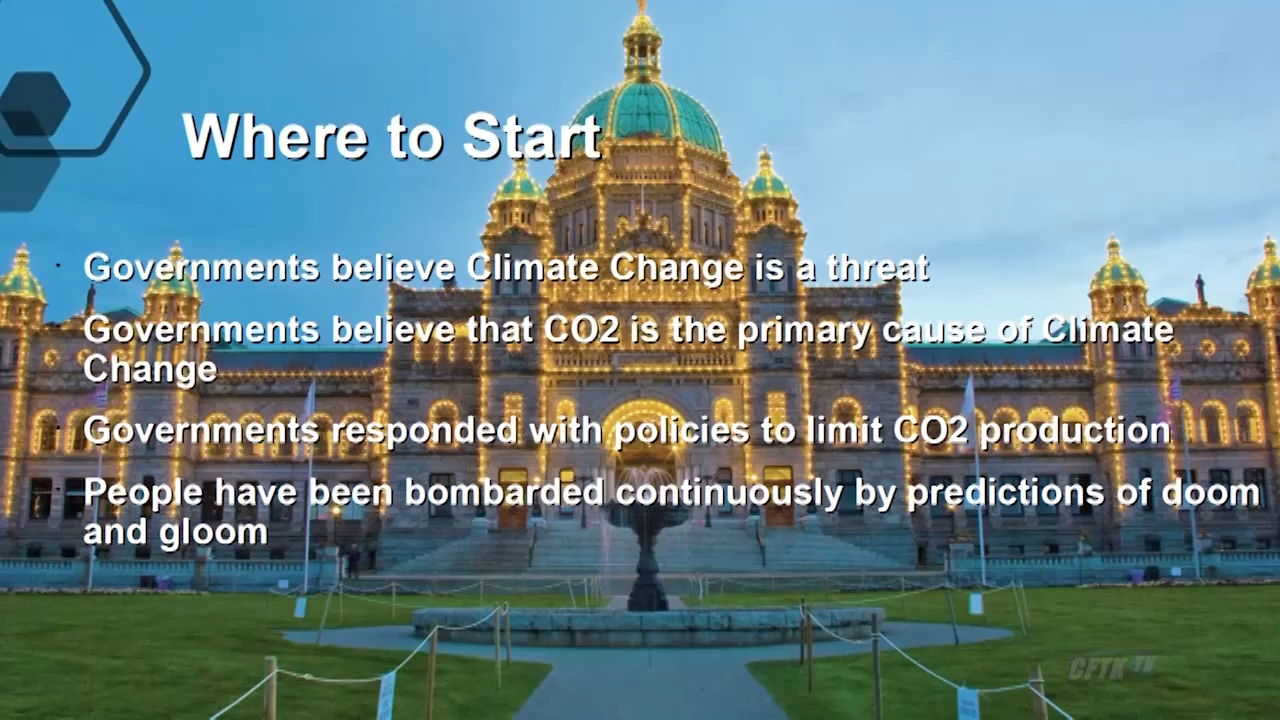 Where to Start
Governments believe Climate Change is a threat
Governments believe that CO2 is the primary cause of Climate
Change
Governments responded with policies to limit CO2 production
People have been bombarded continuously by predictions of doom
and gloom
CFTK TV